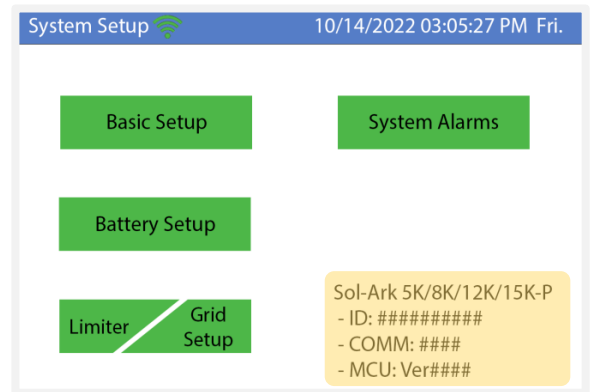 System Setup 10/14/2022 03:05:27 PM Fri.
Basic Setup
System Alarms
Battery Setup
Limiter
Grid
Setup
Sol-Ark 5K/8K/12K/15K-P
- ID: ##########
- COMM: ####
- MCU: Ver####